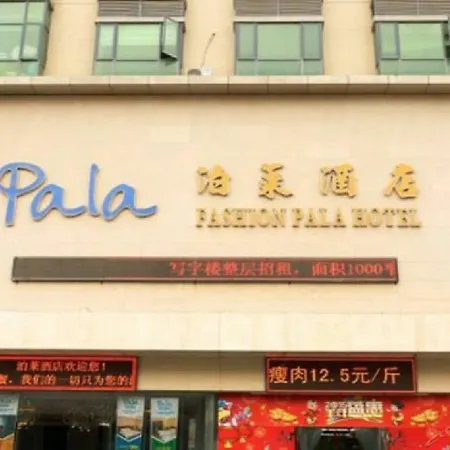 Pala
泊莱酒店
FASHION PALA HOTEL
写字楼整层招租，面积1000平
泊莱酒店欢迎您！
我们的一切只为您的
瘦肉12.5元/斤